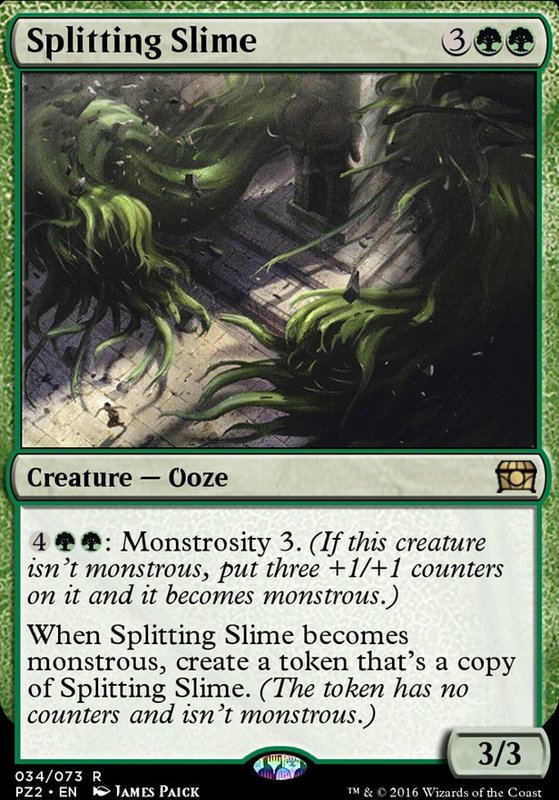 Splitting Slime 3
Creature — Ooze
4: Monstrosity 3. (If this creature
isn't monstrous, put three +1/+1 counters
on it and it becomes monstrous.)
When Splitting Slime becomes
monstrous, create a token that's a copy
of Splitting Slime. (The token has no
counters and isn't monstrous.)
3/3
034/073 R
PZ2 • EN James Paick ™ & © 2016 Wizards of the Coast